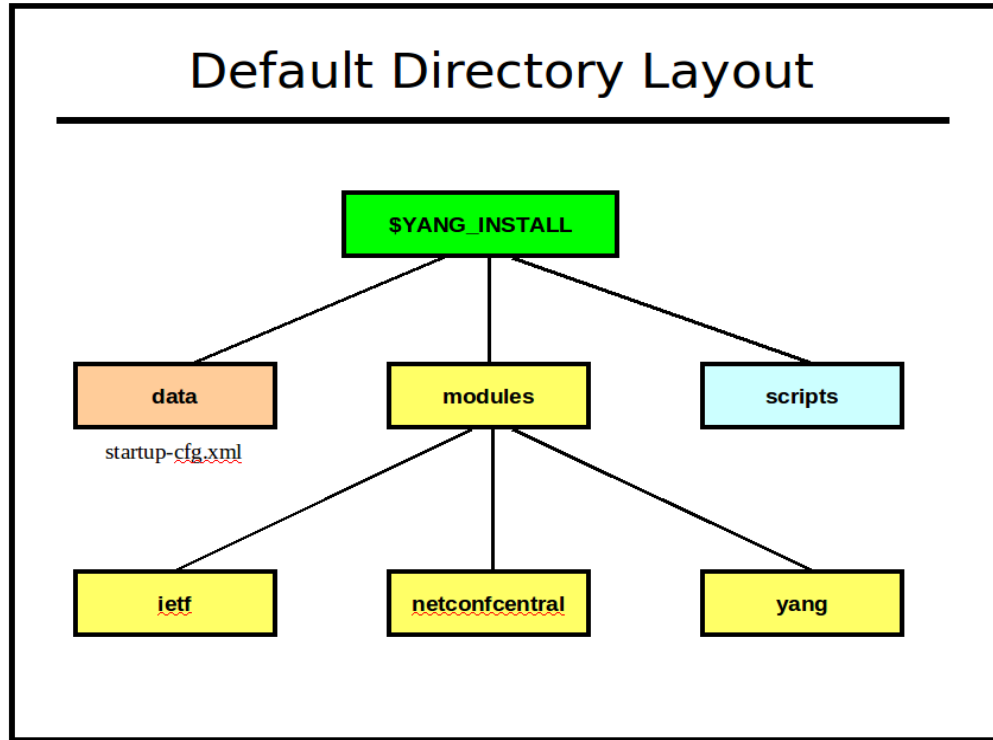 Default Directory Layout
$YANG_INSTALL
data
modules
scripts
startup-cfg.xml
ietf
netconfcentral
yang